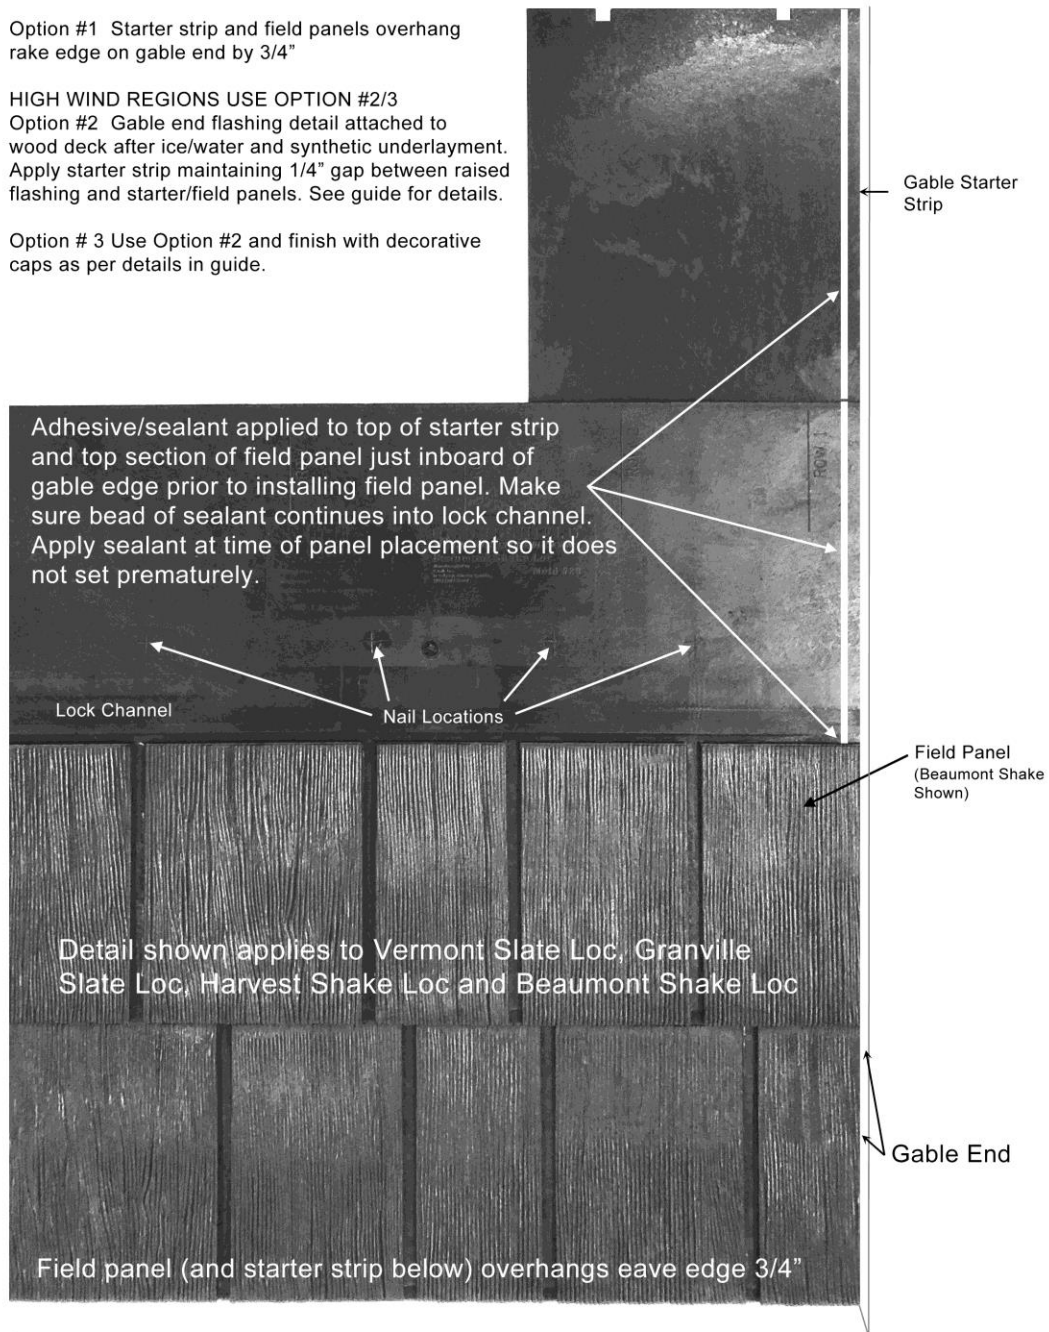 Option #1  Starter strip and field panels overhang
rake edge on gable end by 3/4”
HIGH WIND REGIONS USE OPTION #2/3
Option #2  Gable end flashing detail attached to
wood deck after ice/water and synthetic underlayment.
Apply starter strip maintaining 1/4” gap between raised
flashing and starter/field panels. See guide for details.
Option # 3 Use Option #2 and finish with decorative
caps as per details in guide.
Gable Starter
Strip
Adhesive/sealant applied to top of starter strip
and top section of field panel just inboard of
gable edge prior to installing field panel. Make
sure bead of sealant continues into lock channel.
Apply sealant at time of panel placement so it does
not set prematurely.
ROW 1
Lock Channel
Nail Locations
Field Panel
(Beaumont Shake
Shown)
Detail shown applies to Vermont Slate Loc, Granville
Slate Loc, Harvest Shake Loc and Beaumont Shake Loc
Gable End
Field panel (and starter strip below) overhangs eave edge 3/4”